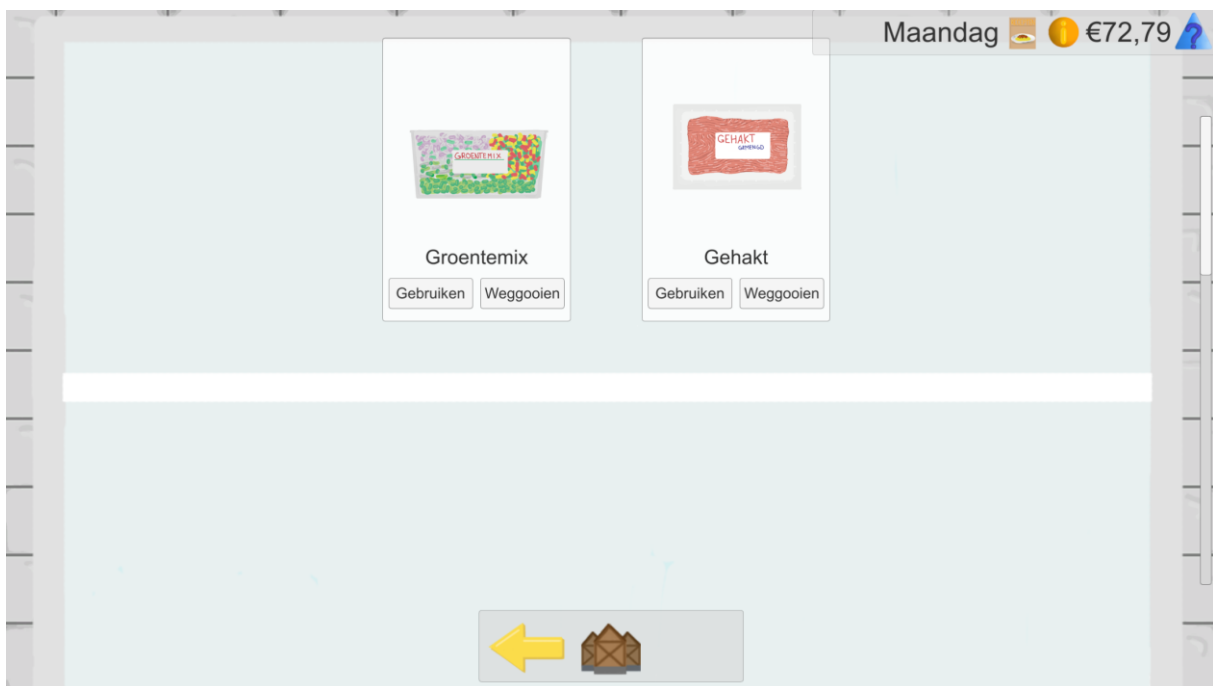 Maandag €72,79 ?
GROENTEMIX
GEHAKT
GEMENGD
Groentemix
Gehakt
Gebruiken Weggooien
Gebruiken Weggooien